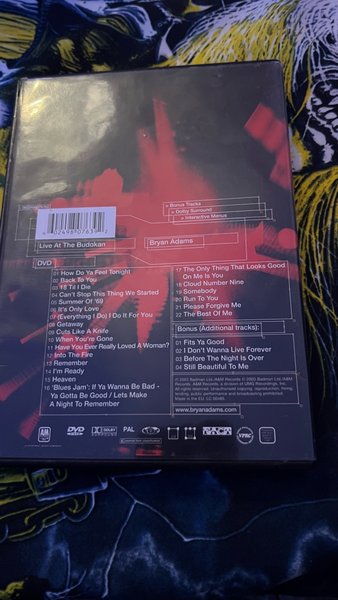 > Bonus Tracks
> Dolby Surround
> Interactive Menus
Live At The Budokan
Bryan Adams
DVD
01 How Do Ya Feel Tonight
02 Back To You
03 18 Til I Die
04 Can't Stop This Thing We Started
05 Summer Of '69
06 It's Only Love
07 (Everything I Do) I Do It For You
08 Getaway
09 Cuts Like A Knife
10 When You're Gone
11 Have You Ever Really Loved A Woman?
12 Into The Fire
13 Remember
14 I'm Ready
15 Heaven
16 'Blues Jam': If Ya Wanna Be Bad -
Ya Gotta Be Good / Lets Make
A Night To Remember
17 The Only Thing That Looks Good
On Me Is You
18 Cloud Number Nine
19 Somebody
20 Run To You
21 Please Forgive Me
22 The Best Of Me
Bonus (Additional tracks):
01 Fits Ya Good
02 I Don't Wanna Live Forever
03 Before The Night Is Over
04 Still Beautiful To Me
www.bryanadams.com
A&M
DVD
DOLBY
PAL
VPRC